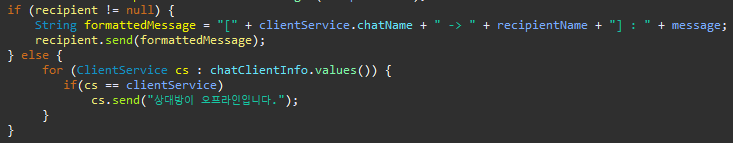 if (recipient != null) {
    String formattedMessage = "[" + clientService.chatName + " -> " + recipientName + "] : " + message;
    recipient.send(formattedMessage);
} else {
     for (ClientService cs : chatClientInfo.values()) {
        if(cs == clientService)
            cs.send("상대방이 오프라인입니다.");
     }
}